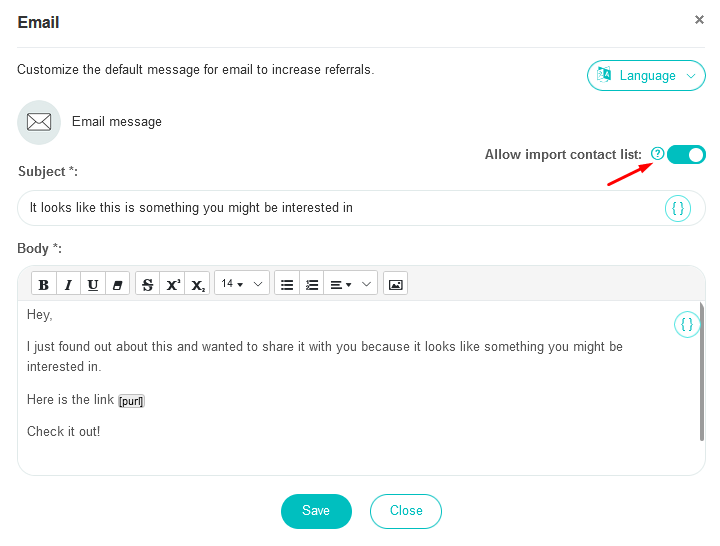 Email
×
Customize the default message for email to increase referrals.
Language
Email message
Allow import contact list: ?
Subject *:
It looks like this is something you might be interested in
{ }
Body *:
B I U S X² X₂ 14
Hey,
{ }
I just found out about this and wanted to share it with you because it looks like something you might be
interested in.
Here is the link [purl]
Check it out!
Save Close